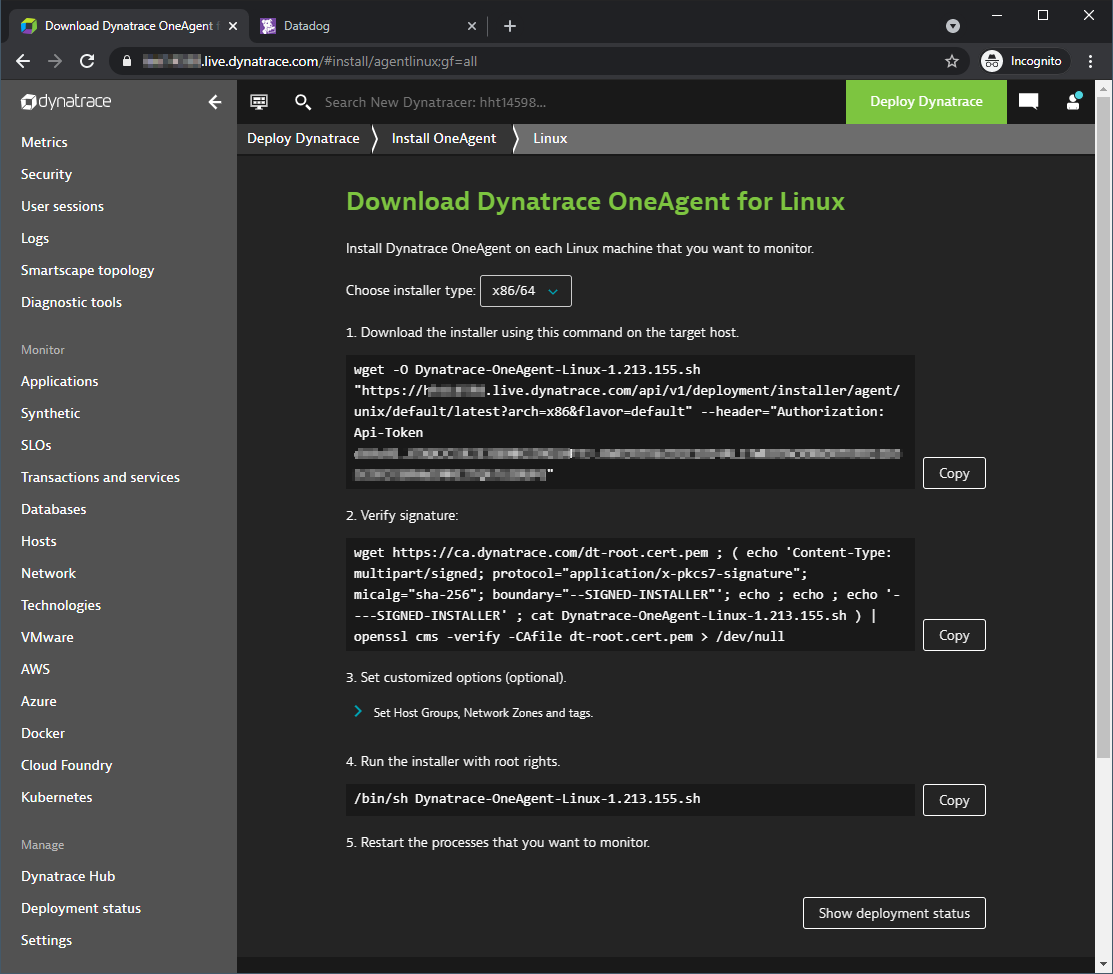 Download Dynatrace OneAgent f
Datadog
.live.dynatrace.com/#install/agentlinux;gf=all
Incognito
dynatrace
Search New Dynatracer: hht14598...
Deploy Dynatrace
Metrics
Security
User sessions
Logs
Smartscape topology
Diagnostic tools
Monitor
Applications
Synthetic
SLOs
Transactions and services
Databases
Hosts
Network
Technologies
VMware
AWS
Azure
Docker
Cloud Foundry
Kubernetes
Manage
Dynatrace Hub
Deployment status
Settings
Deploy Dynatrace
Install OneAgent
Linux
Download Dynatrace OneAgent for Linux
Install Dynatrace OneAgent on each Linux machine that you want to monitor.
Choose installer type: x86/64
1. Download the installer using this command on the target host.
wget -O Dynatrace-OneAgent-Linux-1.213.155.sh
"https://h .live.dynatrace.com/api/v1/deployment/installer/agent/
unix/default/latest?arch=x86&flavor=default" --header="Authorization:
Api-Token
"
Copy
2. Verify signature:
wget https://ca.dynatrace.com/dt-root.cert.pem ; ( echo 'Content-Type:
multipart/signed; protocol="application/x-pkcs7-signature";
micalg="sha-256"; boundary="--SIGNED-INSTALLER"'; echo ; echo ; echo '-
---SIGNED-INSTALLER' ; cat Dynatrace-OneAgent-Linux-1.213.155.sh ) |
openssl cms -verify -CAfile dt-root.cert.pem > /dev/null
Copy
3. Set customized options (optional).
Set Host Groups, Network Zones and tags.
4. Run the installer with root rights.
/bin/sh Dynatrace-OneAgent-Linux-1.213.155.sh
Copy
5. Restart the processes that you want to monitor.
Show deployment status